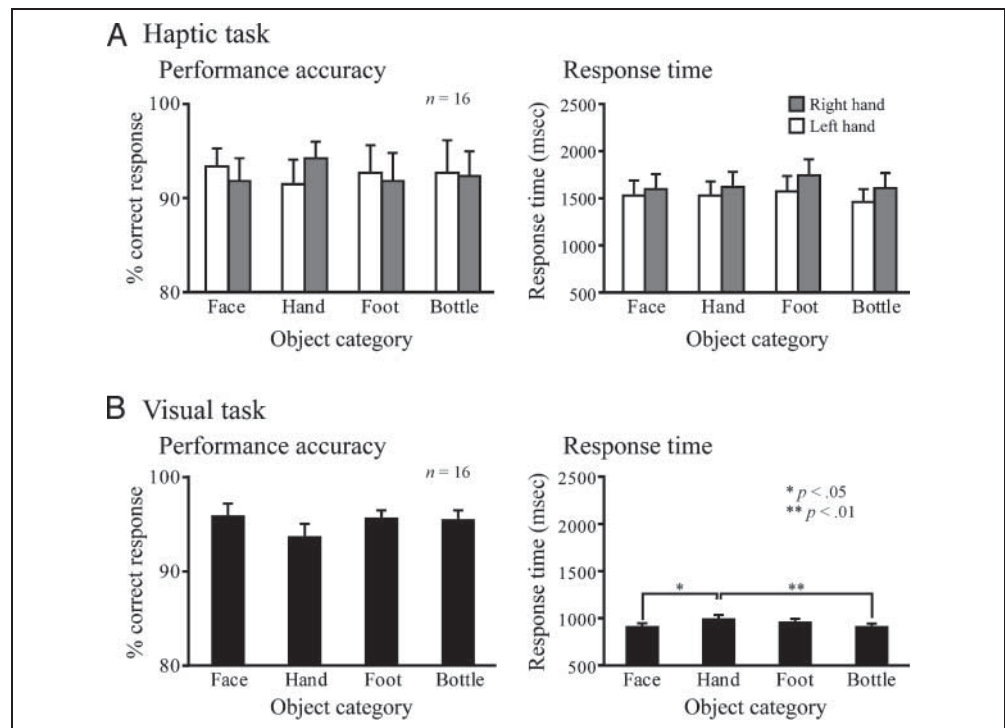 A Haptic task
Performance accuracy
% correct response
100
90
80
n = 16
Face Hand Foot Bottle
Object category
Response time
Response time (msec)
2500
2000
1500
1000
500
Right hand
Left hand
Face Hand Foot Bottle
Object category
B Visual task
Performance accuracy
% correct response
100
90
80
n = 16
Face Hand Foot Bottle
Object category
Response time
Response time (msec)
2500
2000
1500
1000
500
* p < .05
** p < .01
* **
Face Hand Foot Bottle
Object category